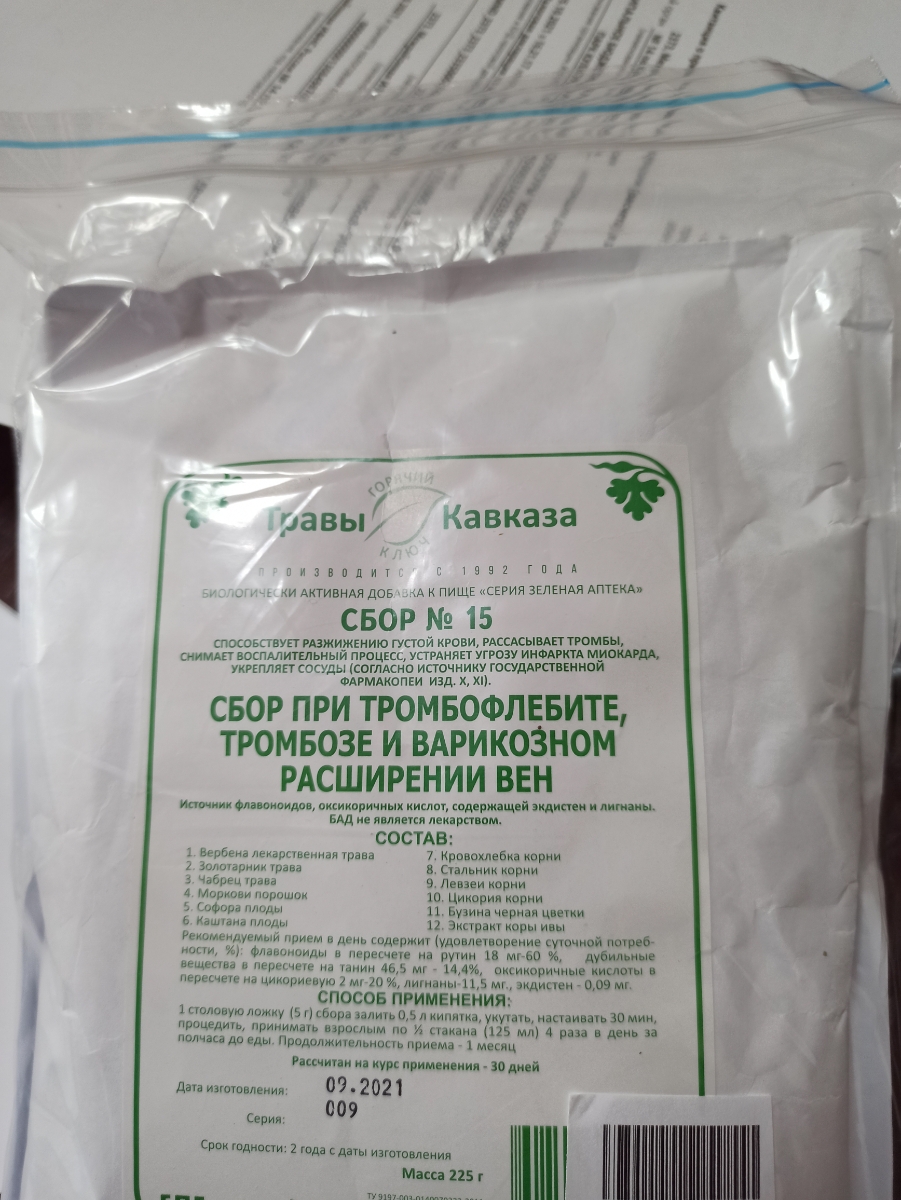 ГОРЯЧИЙ
Травы Кавказа
КЛЮЧ
ПРОИЗВОДИТСЯ С 1992 ГОДА
БИОЛОГИЧЕСКИ АКТИВНАЯ ДОБАВКА К ПИЩЕ «СЕРИЯ ЗЕЛЕНАЯ АПТЕКА»
СБОР № 15
СПОСОБСТВУЕТ РАЗЖИЖЕНИЮ ГУСТОЙ КРОВИ, РАССАСЫВАЕТ ТРОМБЫ,
СНИМАЕТ ВОСПАЛИТЕЛЬНЫЙ ПРОЦЕСС, УСТРАНЯЕТ УГРОЗУ ИНФАРКТА МИОКАРДА,
УКРЕПЛЯЕТ СОСУДЫ (СОГЛАСНО ИСТОЧНИКУ ГОСУДАРСТВЕННОЙ
ФАРМАКОПЕИ ИЗД. X, XI).
СБОР ПРИ ТРОМБОФЛЕБИТЕ,
ТРОМБОЗЕ И ВАРИКОЗНОМ
РАСШИРЕНИИ ВЕН
Источник флавоноидов, оксикоричных кислот, содержащей экдистен и лигнаны.
БАД не является лекарством.
СОСТАВ:
1. Вербена лекарственная трава
2. Золотарник трава
3. Чабрец трава
4. Моркови порошок
5. Софора плоды
6. Каштана плоды
7. Кровохлебка корни
8. Стальник корни
9. Левзеи корни
10. Цикория корни
11. Бузина черная цветки
12. Экстракт коры ивы
Рекомендуемый прием в день содержит (удовлетворение суточной потреб-
ности, %): флавоноиды в пересчете на рутин 18 мг-60 %, дубильные
вещества в пересчете на танин 46,5 мг - 14,4%, оксикоричные кислоты в
пересчете на цикориевую 2 мг-20 %, лигнаны-11,5 мг., экдистен - 0,09 мг.
СПОСОБ ПРИМЕНЕНИЯ:
1 столовую ложку (5 г) сбора залить 0,5 л кипятка, укутать, настаивать 30 мин,
процедить, принимать взрослым по ½ стакана (125 мл) 4 раза в день за
полчаса до еды. Продолжительность приема - 1 месяц
Рассчитан на курс применения - 30 дней
Дата изготовления: 09.2021
Серия: 009
Срок годности: 2 года с даты изготовления
Масса 225 г